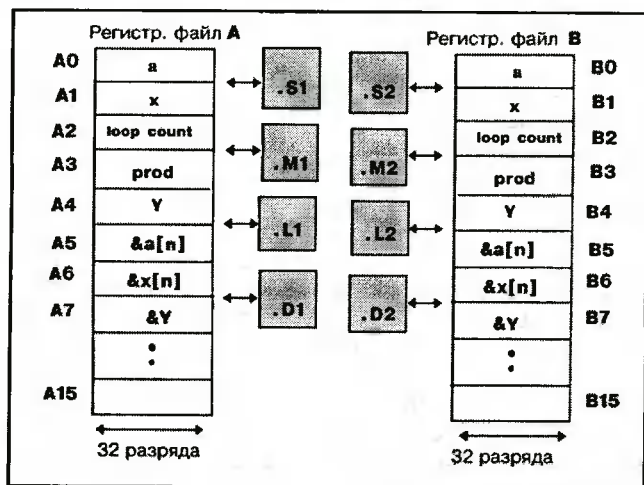 Регистр. файл A
Регистр. файл B
A0 a .S1 .S2 a B0
A1 x x B1
A2 loop count .M1 .M2 loop count B2
A3 prod prod B3
A4 Y .L1 .L2 Y B4
A5 &a[n] &a[n] B5
A6 &x[n] .D1 .D2 &x[n] B6
A7 &Y &Y B7
A15 B15
32 разряда 32 разряда